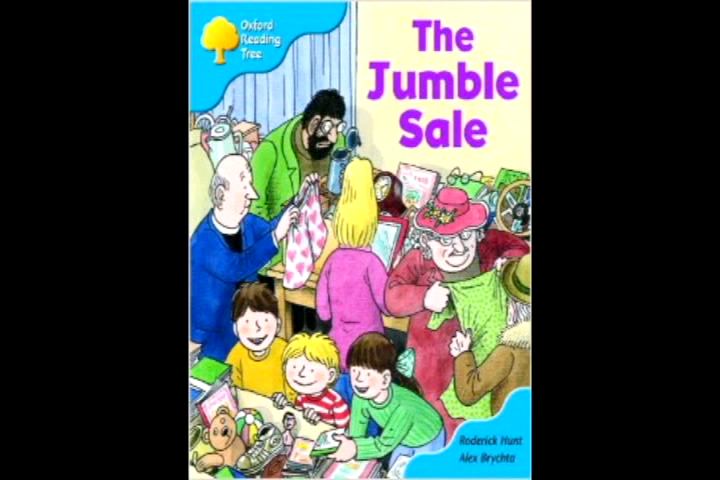 Oxford
Reading
Tree
The
Jumble
Sale
Roderick Hunt
Alex Brychta